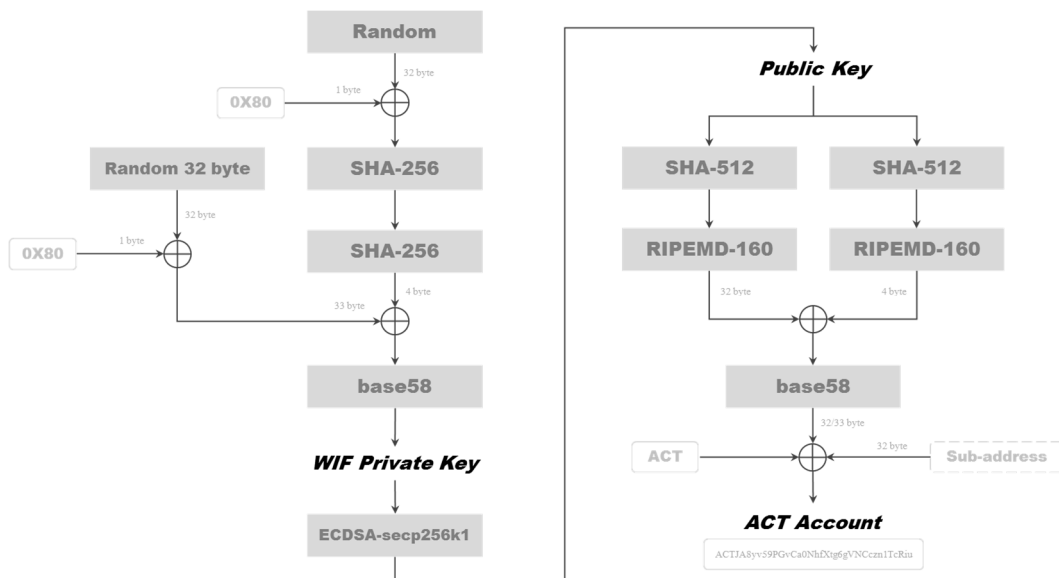 Random
32 byte
1 byte
0X80
SHA-256
Random 32 byte
32 byte
1 byte
0X80
SHA-256
4 byte
33 byte
base58
WIF Private Key
ECDSA-secp256k1
Public Key
SHA-512
SHA-512
RIPEMD-160
RIPEMD-160
32 byte
4 byte
base58
32/33 byte
32 byte
ACT
Sub-address
ACT Account
ACTJA8yv59PGvCa0NhfXtg6gVNCczn1TcRiu